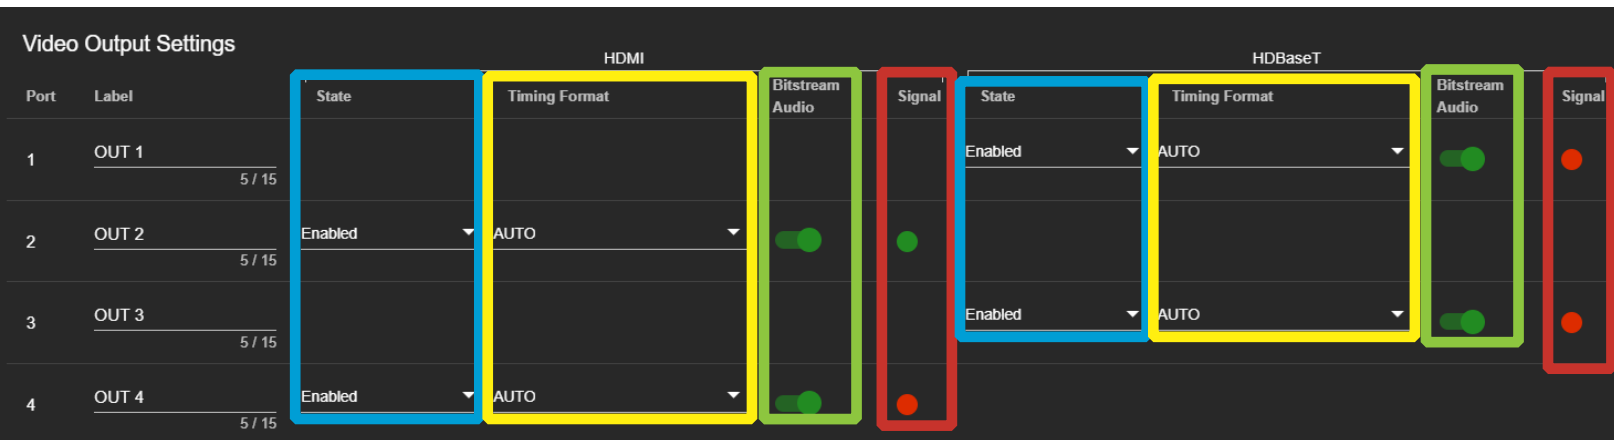 Video Output Settings
HDMI HDBaseT
Port Label State Timing Format Bitstream Audio Signal State Timing Format Bitstream Audio Signal
1 OUT 1 Enabled AUTO
5 / 15
2 OUT 2 Enabled AUTO
5 / 15
3 OUT 3 Enabled AUTO
5 / 15
4 OUT 4 Enabled AUTO
5 / 15